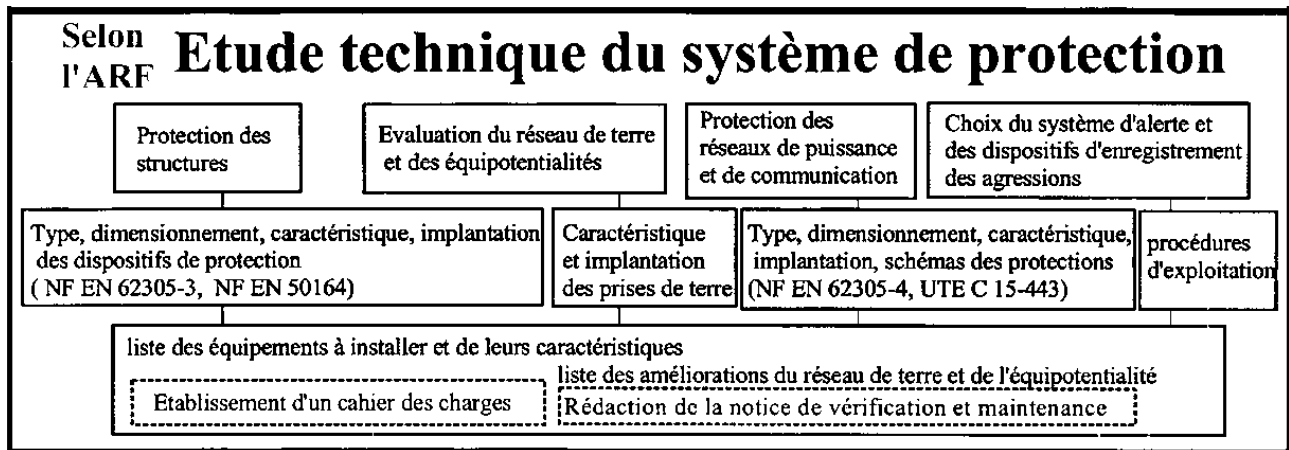 Selon
l'ARF
Etude technique du système de protection
Protection des
structures
Evaluation du réseau de terre
et des équipotentialités
Protection des
réseaux de puissance
et de communication
Choix du système d'alerte et
des dispositifs d'enregistrement
des agressions
Type, dimensionnement, caractéristique, implantation
des dispositifs de protection
( NF EN 62305-3, NF EN 50164)
Caractéristique
et implantation
des prises de terre
Type, dimensionnement, caractéristique,
implantation, schémas des protections
(NF EN 62305-4, UTE C 15-443)
procédures
d'exploitation
liste des équipements à installer et de leurs caractéristiques
liste des améliorations du réseau de terre et de l'équipotentialité
Etablissement d'un cahier des charges
Rédaction de la notice de vérification et maintenance